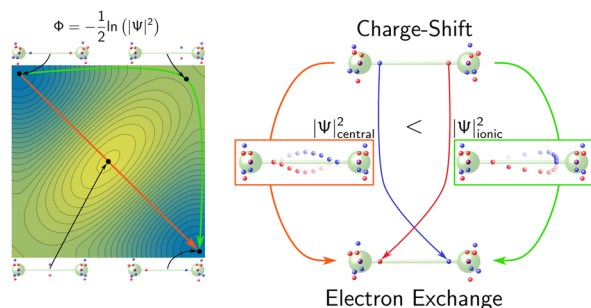 Φ = −1/2 ln (|Ψ|²)
Charge-Shift
|Ψ|²central < |Ψ|²ionic
Electron Exchange